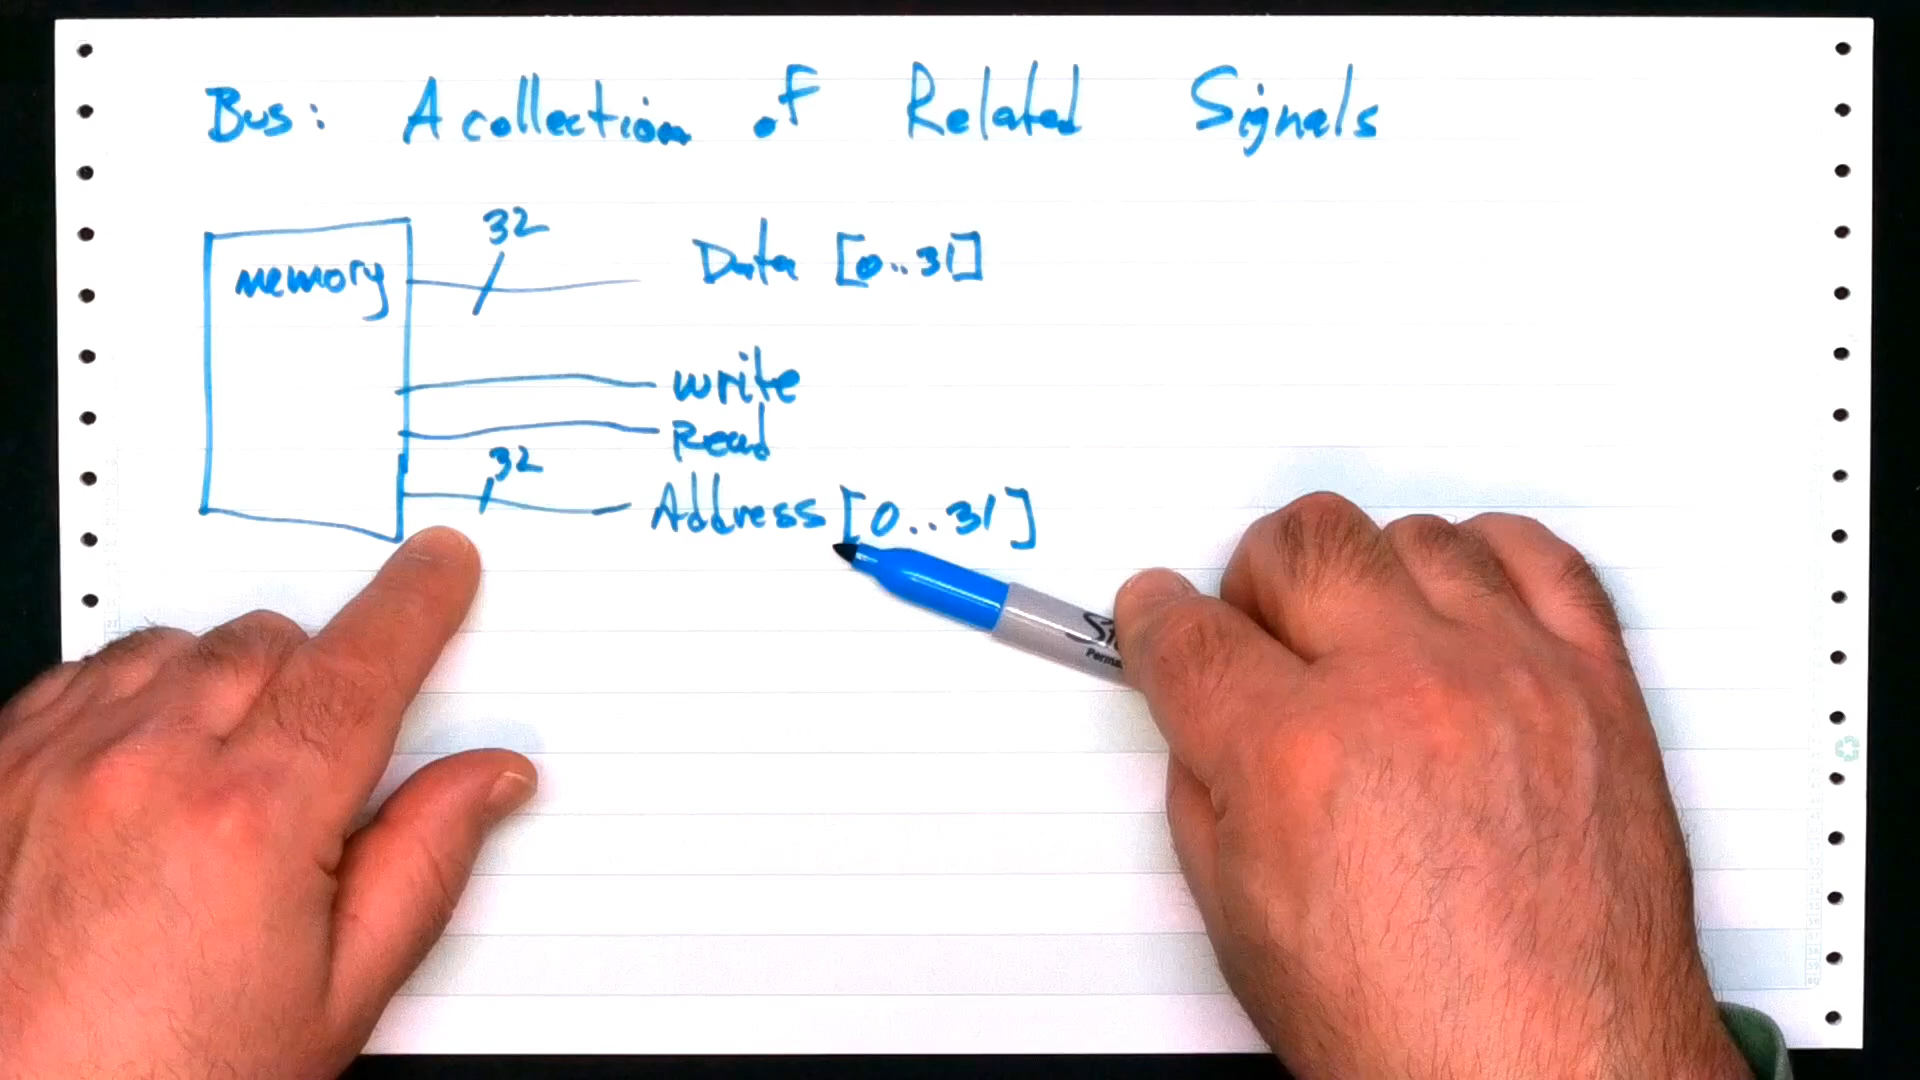 Bus: A collection of Related Signals
32
memory
Data [0..31]
write
Read
32
Address [0..31]